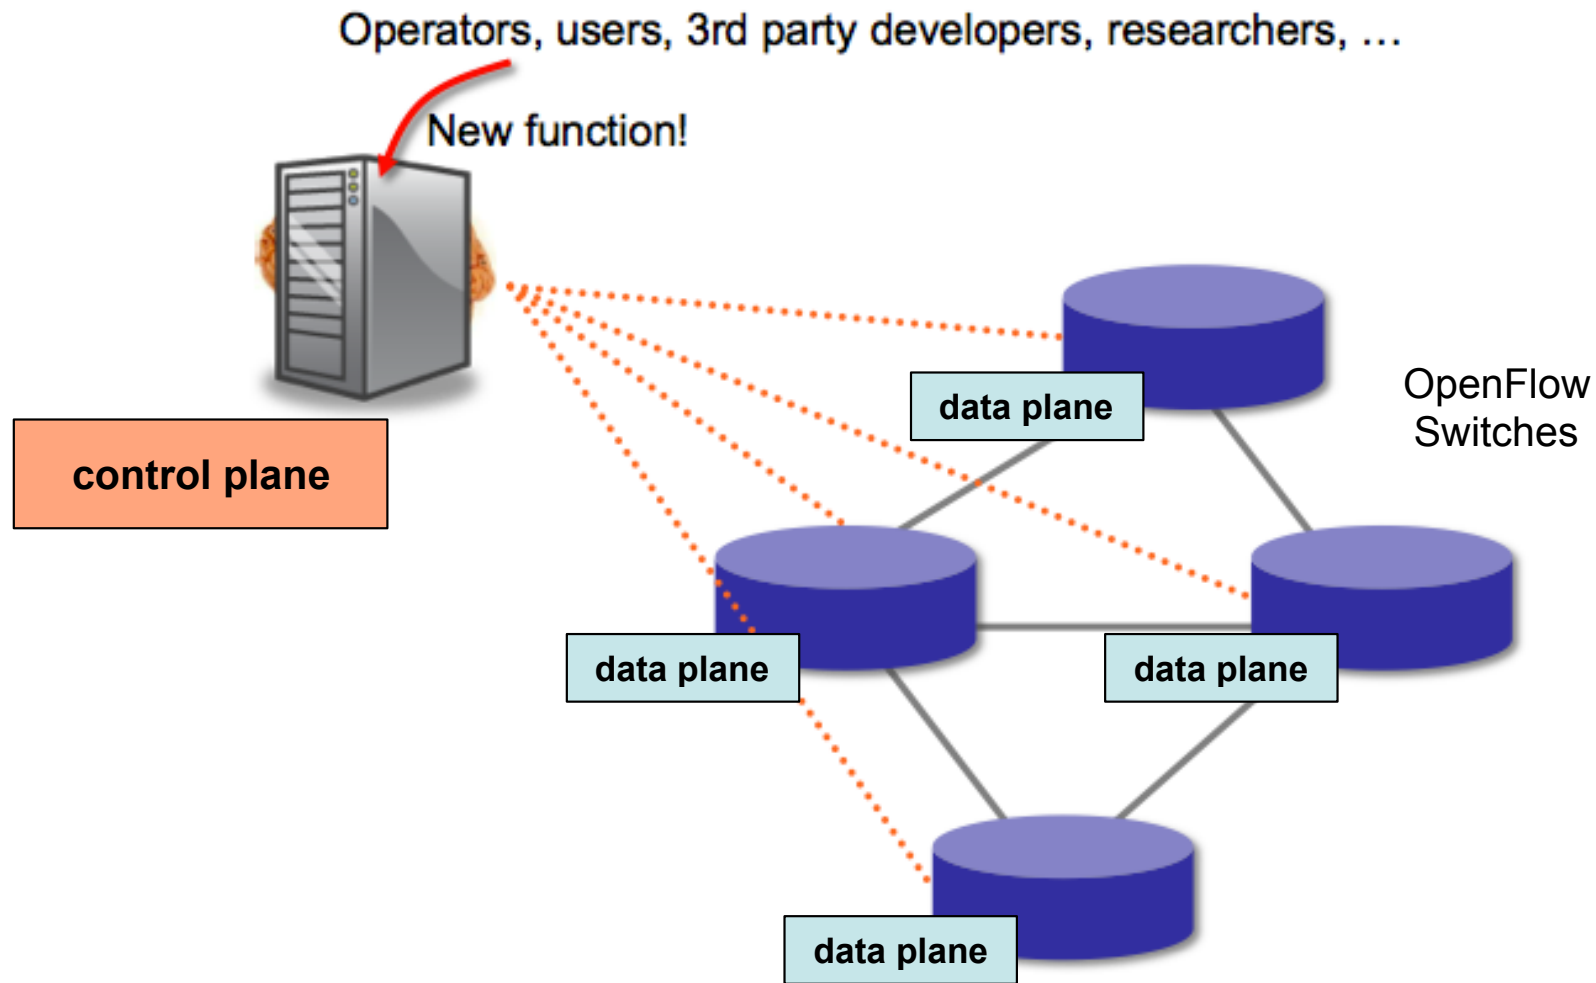 Operators, users, 3rd party developers, researchers, …
New function!
data plane
OpenFlow
Switches
control plane
data plane
data plane
data plane